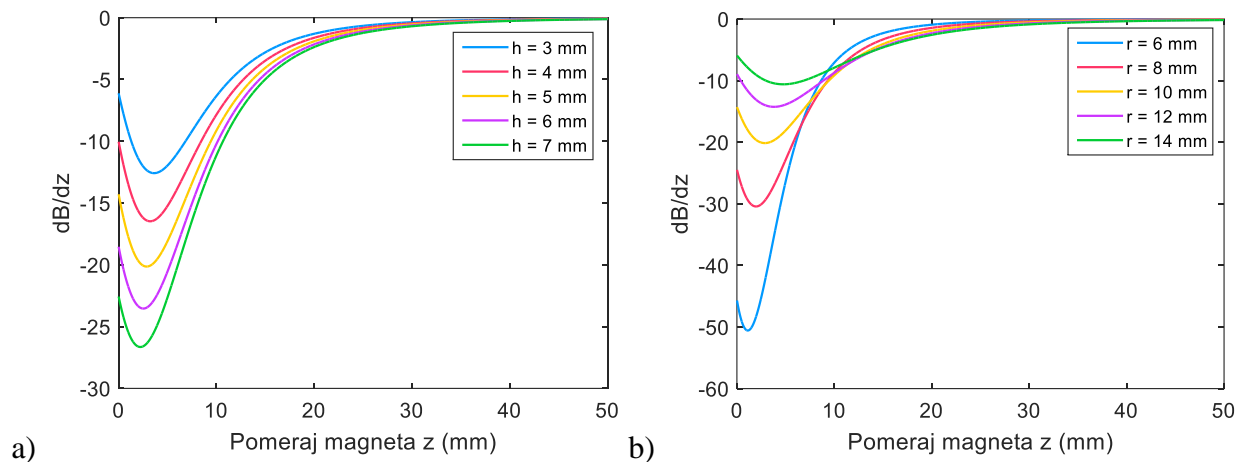 0
-5
-10
-15
-20
-25
-30
dB/dz
0 10 20 30 40 50
Pomeraj magneta z (mm)
h = 3 mm
h = 4 mm
h = 5 mm
h = 6 mm
h = 7 mm
a)
0
-10
-20
-30
-40
-50
-60
dB/dz
0 10 20 30 40 50
Pomeraj magneta z (mm)
r = 6 mm
r = 8 mm
r = 10 mm
r = 12 mm
r = 14 mm
b)